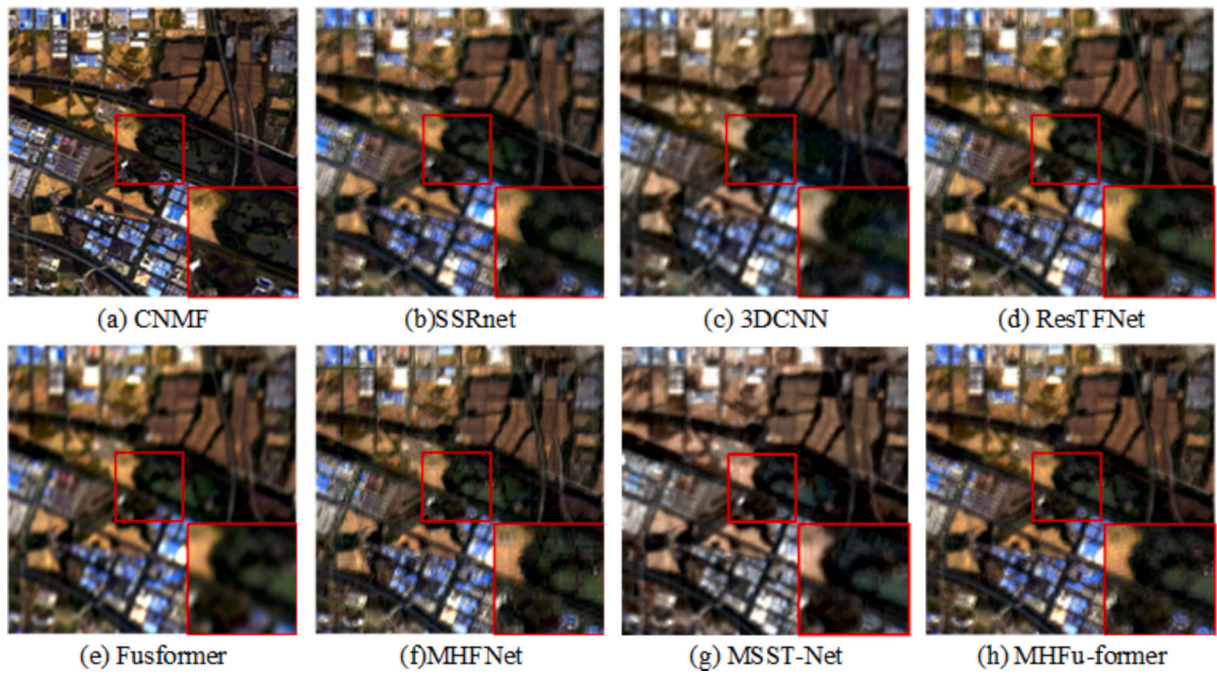 (a) CNMF
(b)SSRnet
(c) 3DCNN
(d) ResTFNet
(e) Fusformer
(f)MHFNet
(g) MSST-Net
(h) MHFu-former